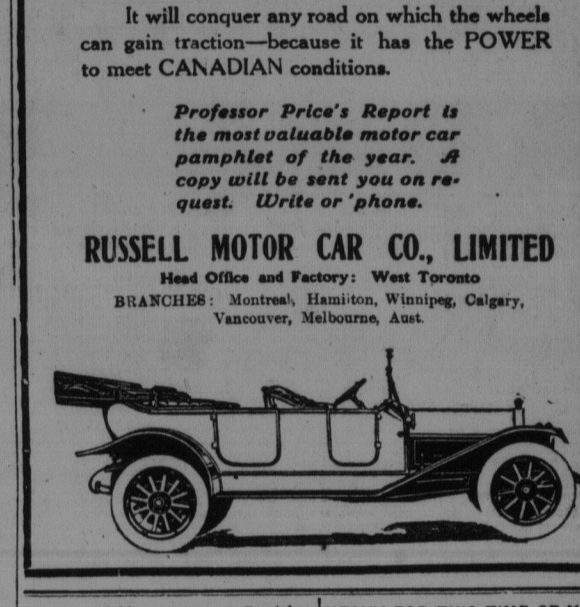 It will conquer any road on which the wheels
can gain traction—because it has the POWER
to meet CANADIAN conditions.
Professor Price's Report is
the most valuable motor car
pamphlet of the year. A
copy will be sent you on re-
quest. Write or 'phone.
RUSSELL MOTOR CAR CO., LIMITED
Head Office and Factory: West Toronto
BRANCHES: Montreal, Hamilton, Winnipeg, Calgary,
Vancouver, Melbourne, Aust.